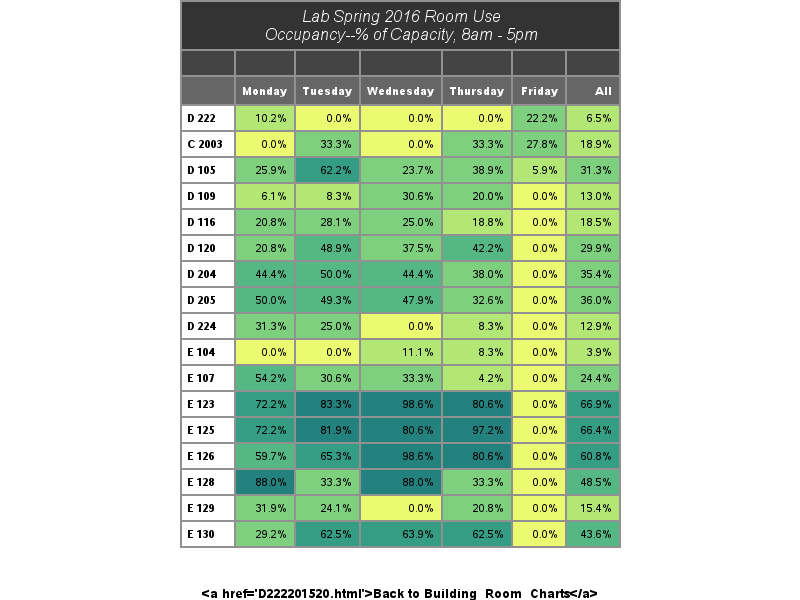 Lab Spring 2016 Room Use
Occupancy--% of Capacity, 8am - 5pm
Monday Tuesday Wednesday Thursday Friday All
D 222 10.2% 0.0% 0.0% 0.0% 22.2% 6.5%
C 2003 0.0% 33.3% 0.0% 33.3% 27.8% 18.9%
D 105 25.9% 62.2% 23.7% 38.9% 5.9% 31.3%
D 109 6.1% 8.3% 30.6% 20.0% 0.0% 13.0%
D 116 20.8% 28.1% 25.0% 18.8% 0.0% 18.5%
D 120 20.8% 48.9% 37.5% 42.2% 0.0% 29.9%
D 204 44.4% 50.0% 44.4% 38.0% 0.0% 35.4%
D 205 50.0% 49.3% 47.9% 32.6% 0.0% 36.0%
D 224 31.3% 25.0% 0.0% 8.3% 0.0% 12.9%
E 104 0.0% 0.0% 11.1% 8.3% 0.0% 3.9%
E 107 54.2% 30.6% 33.3% 4.2% 0.0% 24.4%
E 123 72.2% 83.3% 98.6% 80.6% 0.0% 66.9%
E 125 72.2% 81.9% 80.6% 97.2% 0.0% 66.4%
E 126 59.7% 65.3% 98.6% 80.6% 0.0% 60.8%
E 128 88.0% 33.3% 88.0% 33.3% 0.0% 48.5%
E 129 31.9% 24.1% 0.0% 20.8% 0.0% 15.4%
E 130 29.2% 62.5% 63.9% 62.5% 0.0% 43.6%
<a href='D222201520.html'>Back to Building_Room_Charts</a>